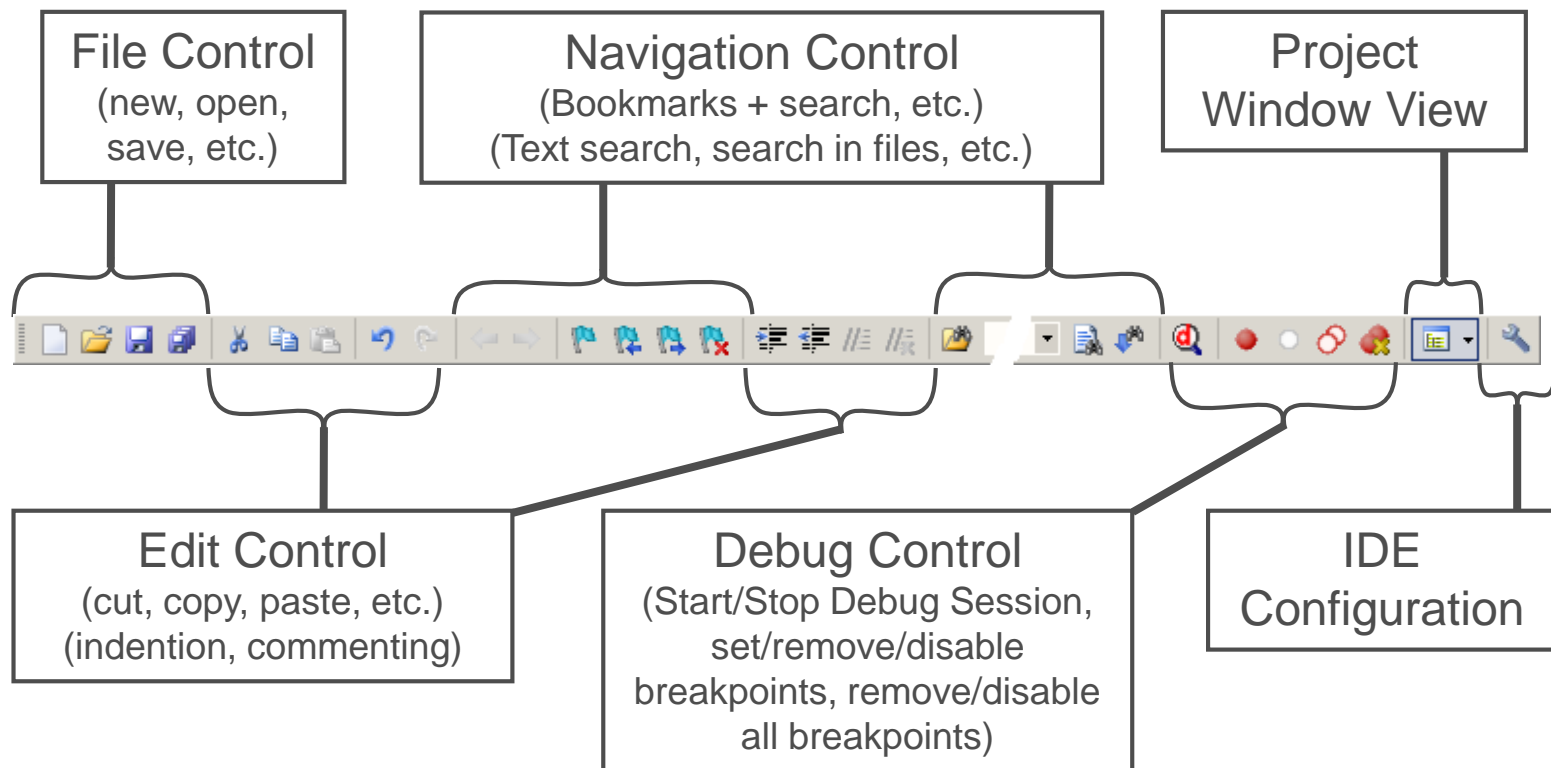 File Control
(new, open,
save, etc.)
Navigation Control
(Bookmarks + search, etc.)
(Text search, search in files, etc.)
Project
Window View
Edit Control
(cut, copy, paste, etc.)
(indention, commenting)
Debug Control
(Start/Stop Debug Session,
set/remove/disable
breakpoints, remove/disable
all breakpoints)
IDE
Configuration